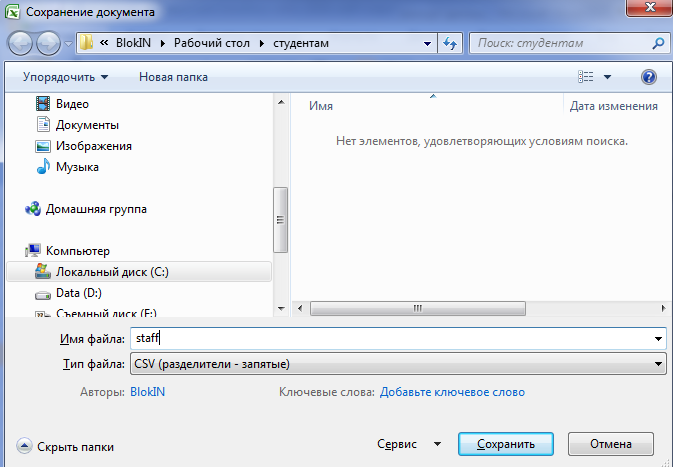 Сохранение документа
« BlokIN Рабочий стол студентам
Поиск: студентам
Упорядочить Новая папка
Видео
Документы
Изображения
Музыка
Домашняя группа
Компьютер
Локальный диск (C:)
Data (D:)
Съемный диск (F:)
Имя Дата изменения
Нет элементов, удовлетворяющих условиям поиска.
Имя файла: staff
Тип файла: CSV (разделители - запятые)
Авторы: BlokIN Ключевые слова: Добавьте ключевое слово
Скрыть папки Сервис Сохранить Отмена